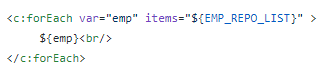 <c:forEach var="emp" items="${EMP_REPO_LIST}" >
${emp}<br/>
</c:forEach>